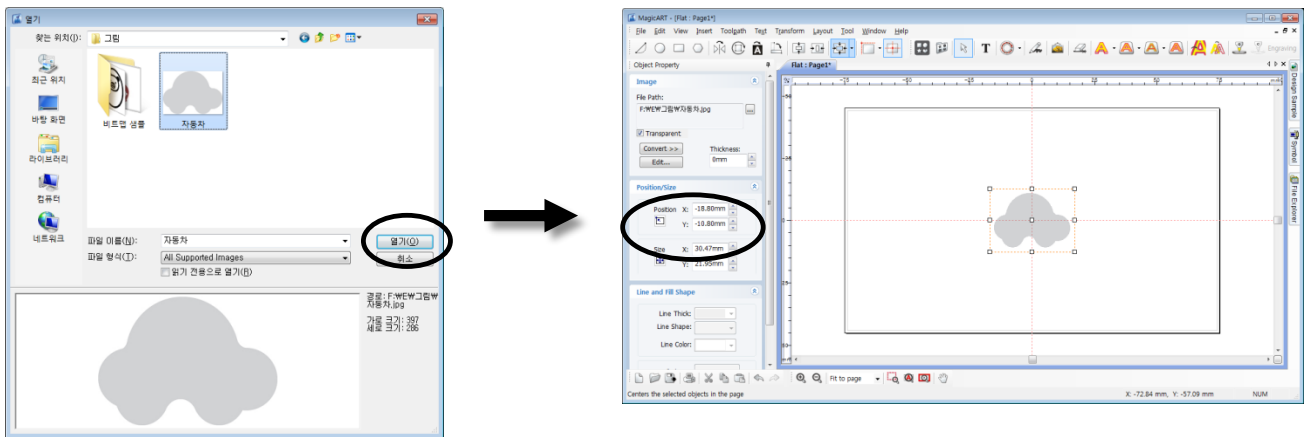 열기
찾는 위치(I):
그림
최근 위치
바탕 화면
라이브러리
컴퓨터
네트워크
비트맵 샘플
자동차
파일 이름(N):
자동차
열기(O)
파일 형식(T):
All Supported Images
취소
읽기 전용으로 열기(R)
경로: F:₩E₩그림₩
자동차.jpg
가로 크기: 397
세로 크기: 286
MagicART - [Flat : Page1*]
File Edit View Insert Toolpath Text Transform Layout Tool Window Help
Engraving
Object Property
Flat : Page1*
Image
File Path:
F:₩E₩그림₩자동차.jpg
Transparent
Convert >>
Thickness:
Edit...
0mm
Position/Size
Position X: -18.80mm
Y: -10.80mm
Size X: 30.47mm
Y: 21.95mm
Line and Fill Shape
Line Thick:
Line Shape:
Line Color:
Design Sample
Symbol
File Explorer
Fit to page
Centers the selected objects in the page
X: -72.84 mm, Y: -57.09 mm
NUM